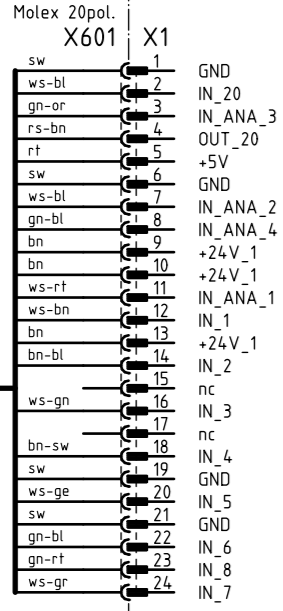 Molex 20pol.
X601 X1
sw 1 GND
ws-bl 2 IN_20
gn-or 3 IN_ANA_3
rs-bn 4 OUT_20
rt 5 +5V
sw 6 GND
ws-bl 7 IN_ANA_2
gn-bl 8 IN_ANA_4
bn 9 +24V_1
bn 10 +24V_1
ws-rt 11 IN_ANA_1
ws-bn 12 IN_1
bn 13 +24V_1
bn-bl 14 IN_2
15 nc
ws-gn 16 IN_3
17 nc
bn-sw 18 IN_4
sw 19 GND
ws-ge 20 IN_5
sw 21 GND
gn-bl 22 IN_6
gn-rt 23 IN_8
ws-gr 24 IN_7